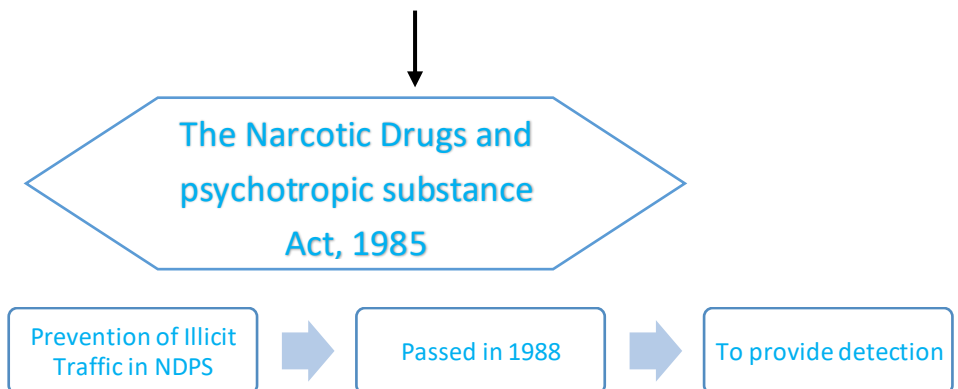 The Narcotic Drugs and
psychotropic substance
Act, 1985
Prevention of Illicit
Traffic in NDPS
Passed in 1988
To provide detection